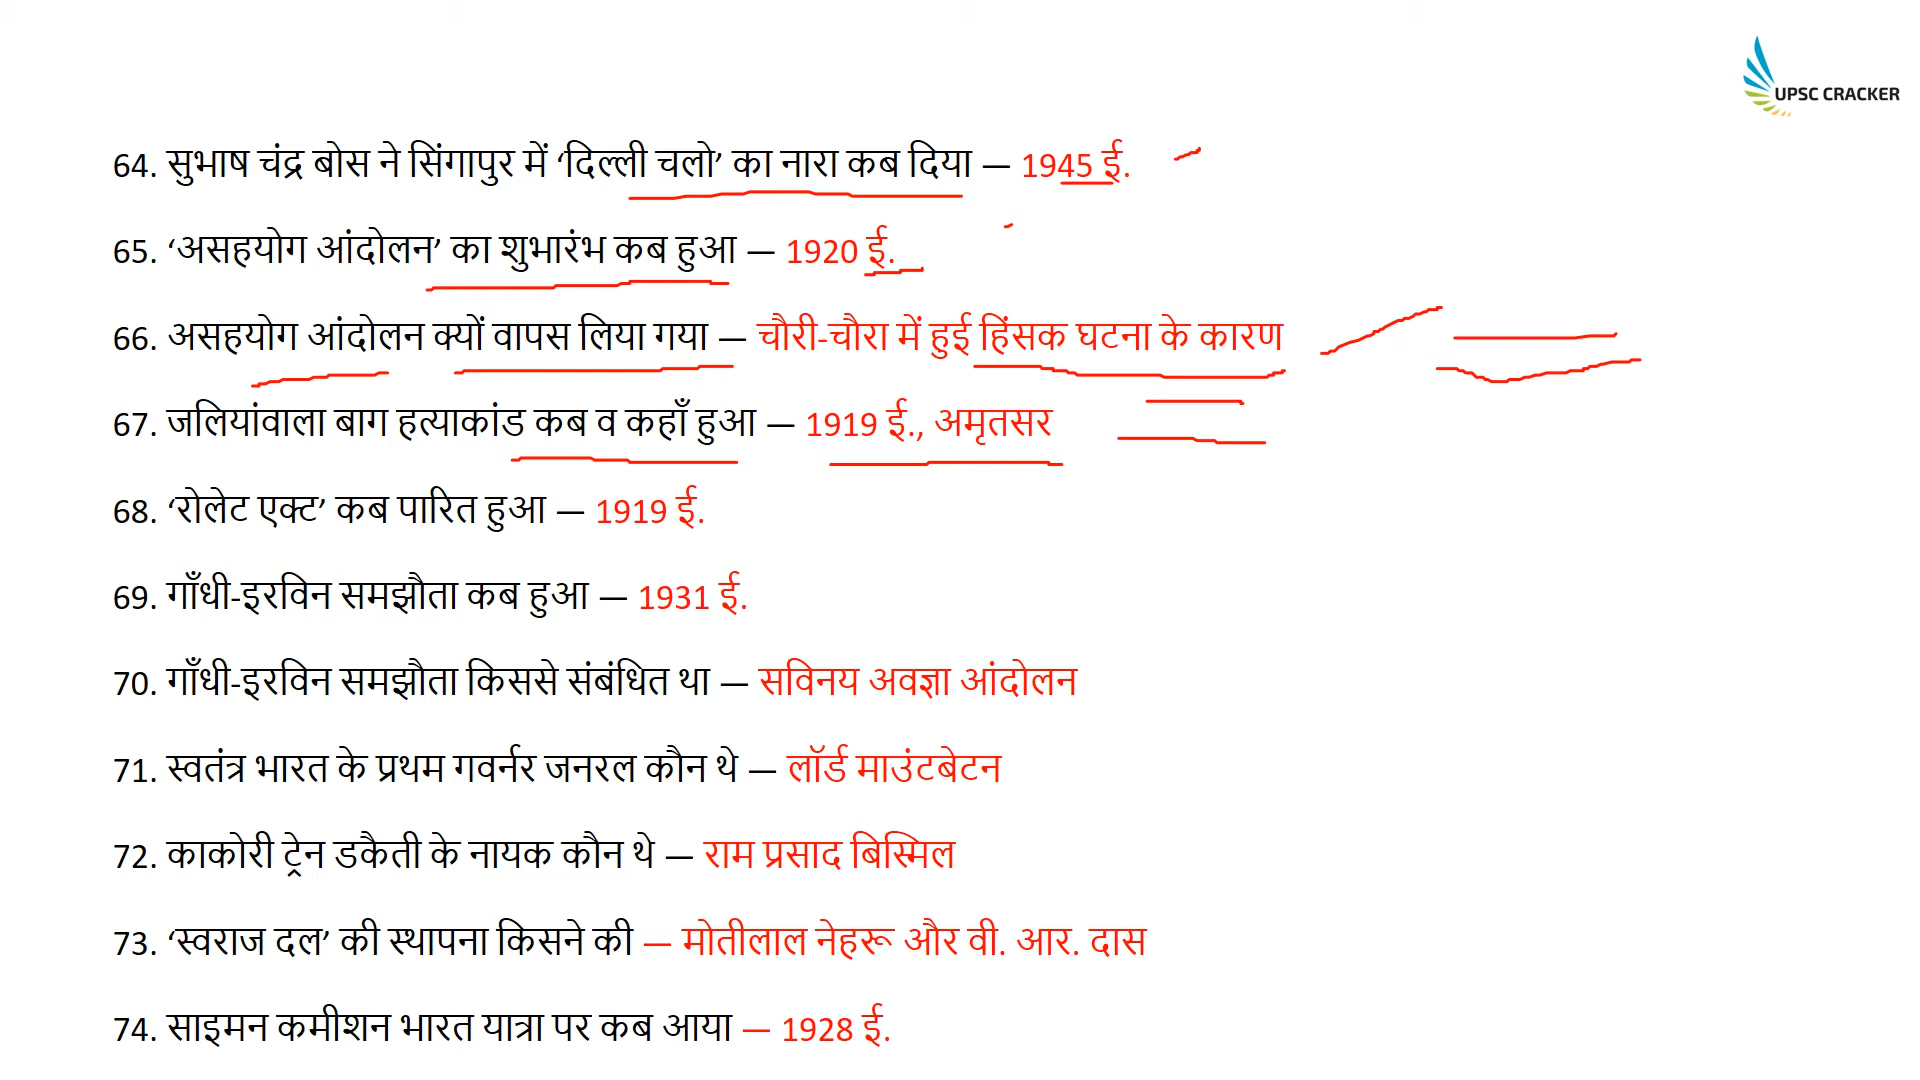 UPSC CRACKER
64. सुभाष चंद्र बोस ने सिंगापुर में ‘दिल्ली चलो’ का नारा कब दिया — 1945 ई.
65. ‘असहयोग आंदोलन’ का शुभारंभ कब हुआ — 1920 ई.
66. असहयोग आंदोलन क्यों वापस लिया गया — चौरी-चौरा में हुई हिंसक घटना के कारण
67. जलियांवाला बाग हत्याकांड कब व कहाँ हुआ — 1919 ई., अमृतसर
68. ‘रोलेट एक्ट’ कब पारित हुआ — 1919 ई.
69. गाँधी-इरविन समझौता कब हुआ — 1931 ई.
70. गाँधी-इरविन समझौता किससे संबंधित था — सविनय अवज्ञा आंदोलन
71. स्वतंत्र भारत के प्रथम गवर्नर जनरल कौन थे — लॉर्ड माउंटबेटन
72. काकोरी ट्रेन डकैती के नायक कौन थे — राम प्रसाद बिस्मिल
73. ‘स्वराज दल’ की स्थापना किसने की — मोतीलाल नेहरू और वी. आर. दास
74. साइमन कमीशन भारत यात्रा पर कब आया — 1928 ई.